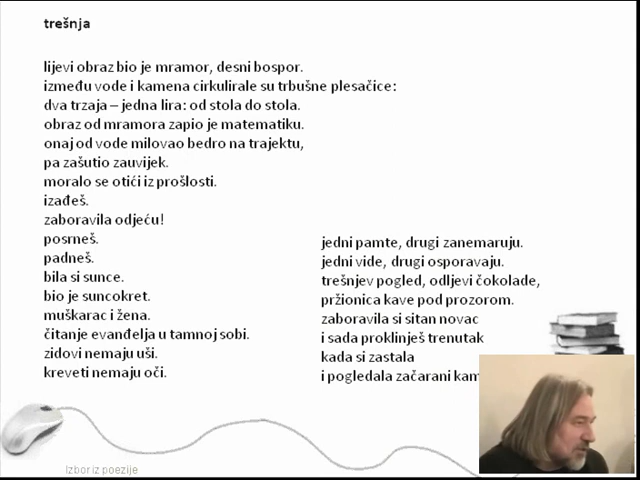 trešnja
lijevi obraz bio je mramor, desni bospor.
između vode i kamena cirkulirale su trbušne plesačice:
dva trzaja – jedna lira: od stola do stola.
obraz od mramora zapio je matematiku.
onaj od vode milovao bedro na trajektu,
pa zašutio zauvijek.
moralo se otići iz prošlosti.
izađeš.
zaboravila odjeću!
posrneš.
padneš.
bila si sunce.
bio je suncokret.
muškarac i žena.
čitanje evanđelja u tamnoj sobi.
zidovi nemaju uši.
kreveti nemaju oči.
jedni pamte, drugi zanemaruju.
jedni vide, drugi osporavaju.
trešnjev pogled, odljevi čokolade,
pržionica kave pod prozorom.
zaboravila si sitan novac
i sada proklinješ trenutak
kada si zastala
i pogledala začarani
Izbor iz poezije